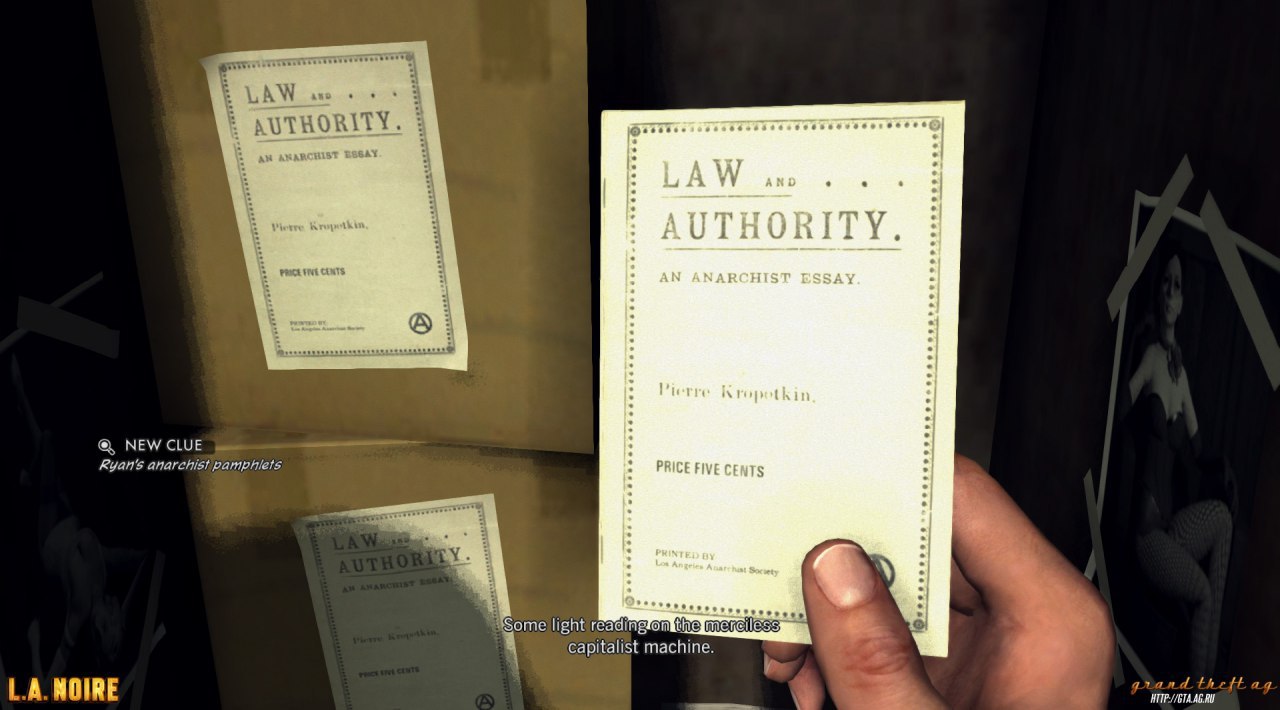 LAW AND . . .
AUTHORITY.
AN ANARCHIST ESSAY.
Pierre Kropotkin,
PRICE FIVE CENTS
PRINTED BY
Los Angeles Anarchist Society
A
LAW AND . . .
AUTHORITY.
AN ANARCHIST ESSAY.
Pierre Kropotkin,
PRICE FIVE CENTS
PRINTED BY
Los Angeles Anarchist Society
NEW CLUE
Ryan's anarchist pamphlets
LAW AND . . .
AUTHORITY.
AN ANARCHIST ESSAY.
Pierre Kropotkin,
PRICE FIVE CENTS
A
Some light reading on the merciless
capitalist machine.
L.A. NOIRE
grand theft ag
HTTP://GTA.AG.RU